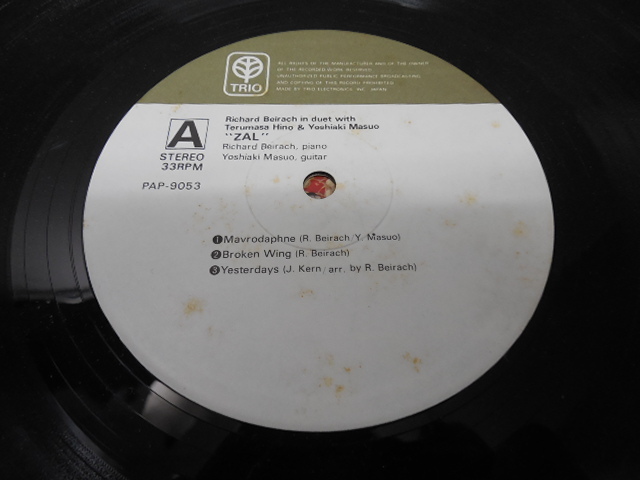 TRIO
ALL RIGHTS OF THE MANUFACTURER AND OF THE OWNER
OF THE RECORDED WORK RESERVED.
UNAUTHORIZED PUBLIC PERFORMANCE BROADCASTING
AND COPYING OF THIS RECORD PROHIBITED.
MADE BY TRIO ELECTRONICS, INC. JAPAN.
Richard Beirach in duet with
Terumasa Hino & Yoshiaki Masuo
"ZAL"
Richard Beirach, piano
Yoshiaki Masuo, guitar
A
STEREO
33RPM
PAP-9053
❶Mavrodaphne (R. Beirach/Y. Masuo)
❷Broken Wing (R. Beirach)
❸Yesterdays (J. Kern/arr. by R. Beirach)